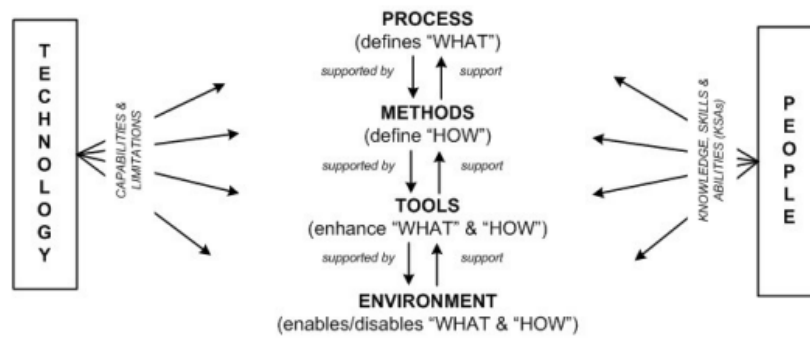 PROCESS
(defines “WHAT”)
supported by
support
METHODS
(define “HOW”)
supported by
support
TOOLS
(enhance “WHAT” & “HOW”)
supported by
support
ENVIRONMENT
(enables/disables “WHAT & “HOW”)
TECHNOLOGY
CAPABILITIES &
LIMITATIONS
KNOWLEDGE, SKILLS &
ABILITIES (KSAs)
PEOPLE